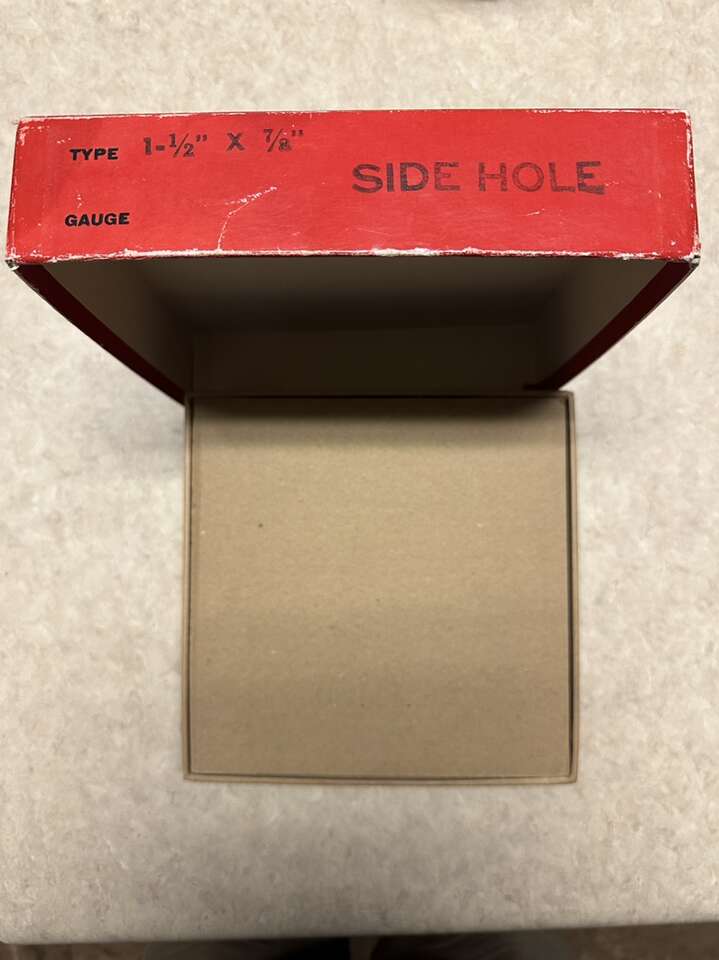 TYPE 1-½" X ⅞"
SIDE HOLE
GAUGE